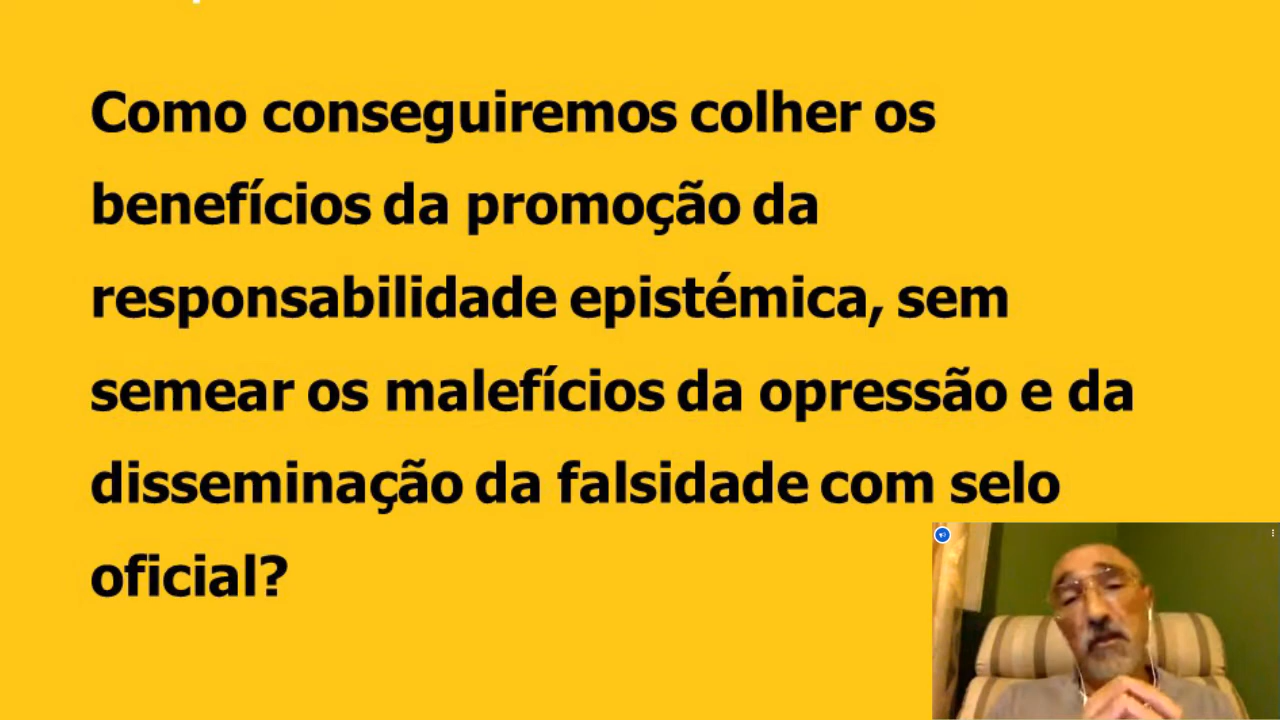 Como conseguiremos colher os
benefícios da promoção da
responsabilidade epistémica, sem
semear os malefícios da opressão e da
disseminação da falsidade com selo
oficial?